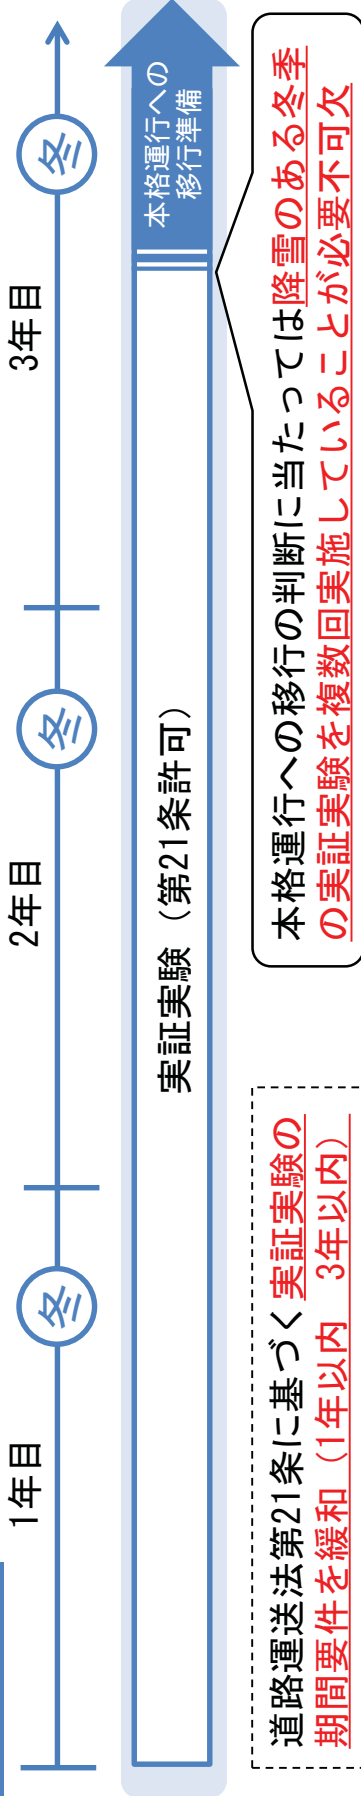 1年目
2年目
3年目
冬
冬
冬
実証実験（第21条許可）
本格運行への
移行準備
道路運送法第21条に基づく実証実験の
期間要件を緩和（1年以内　3年以内）
本格運行への移行の判断に当たっては降雪のある冬季
の実証実験を複数回実施していることが必要不可欠